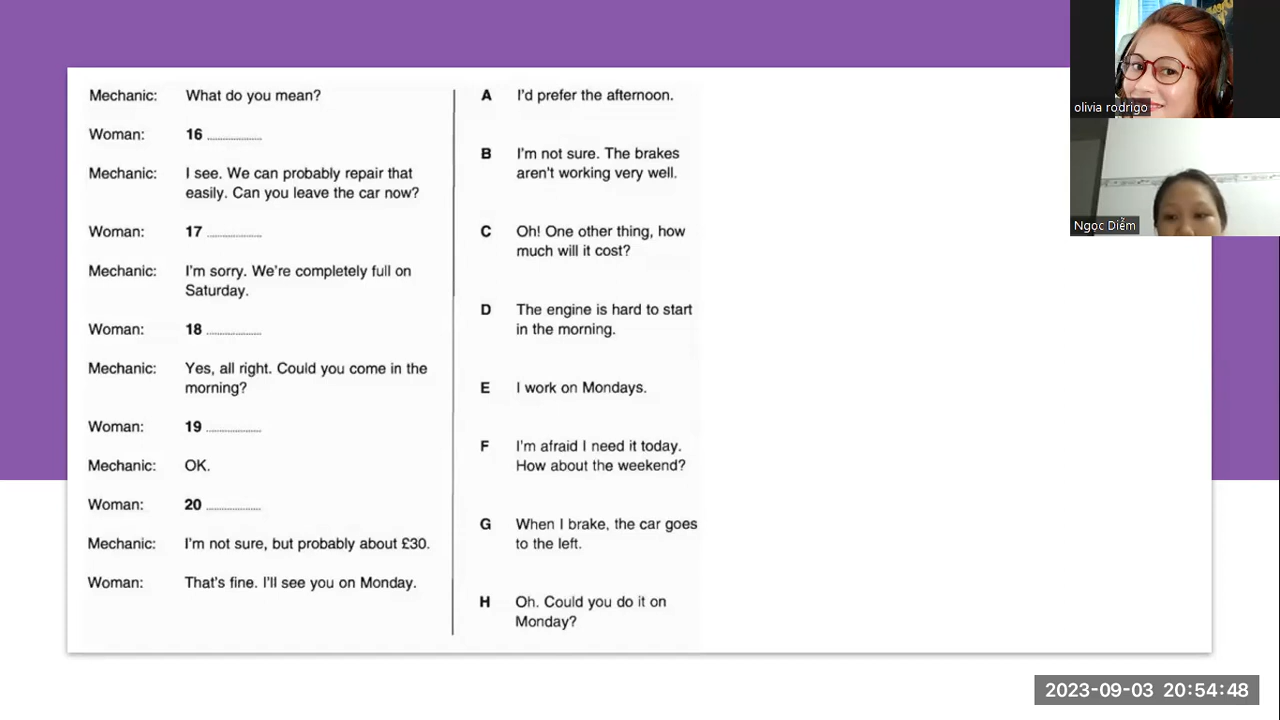 Mechanic: What do you mean?
Woman: 16 ....................
Mechanic: I see. We can probably repair that
easily. Can you leave the car now?
Woman: 17 ....................
Mechanic: I'm sorry. We're completely full on
Saturday.
Woman: 18 ....................
Mechanic: Yes, all right. Could you come in the
morning?
Woman: 19 ....................
Mechanic: OK.
Woman: 20 ....................
Mechanic: I'm not sure, but probably about £30.
Woman: That's fine. I'll see you on Monday.
A I'd prefer the afternoon.
B I'm not sure. The brakes
aren't working very well.
C Oh! One other thing, how
much will it cost?
D The engine is hard to start
in the morning.
E I work on Mondays.
F I'm afraid I need it today.
How about the weekend?
G When I brake, the car goes
to the left.
H Oh. Could you do it on
Monday?
olivia rodrigo
Ngọc Diễm
2023-09-03 20:54:48